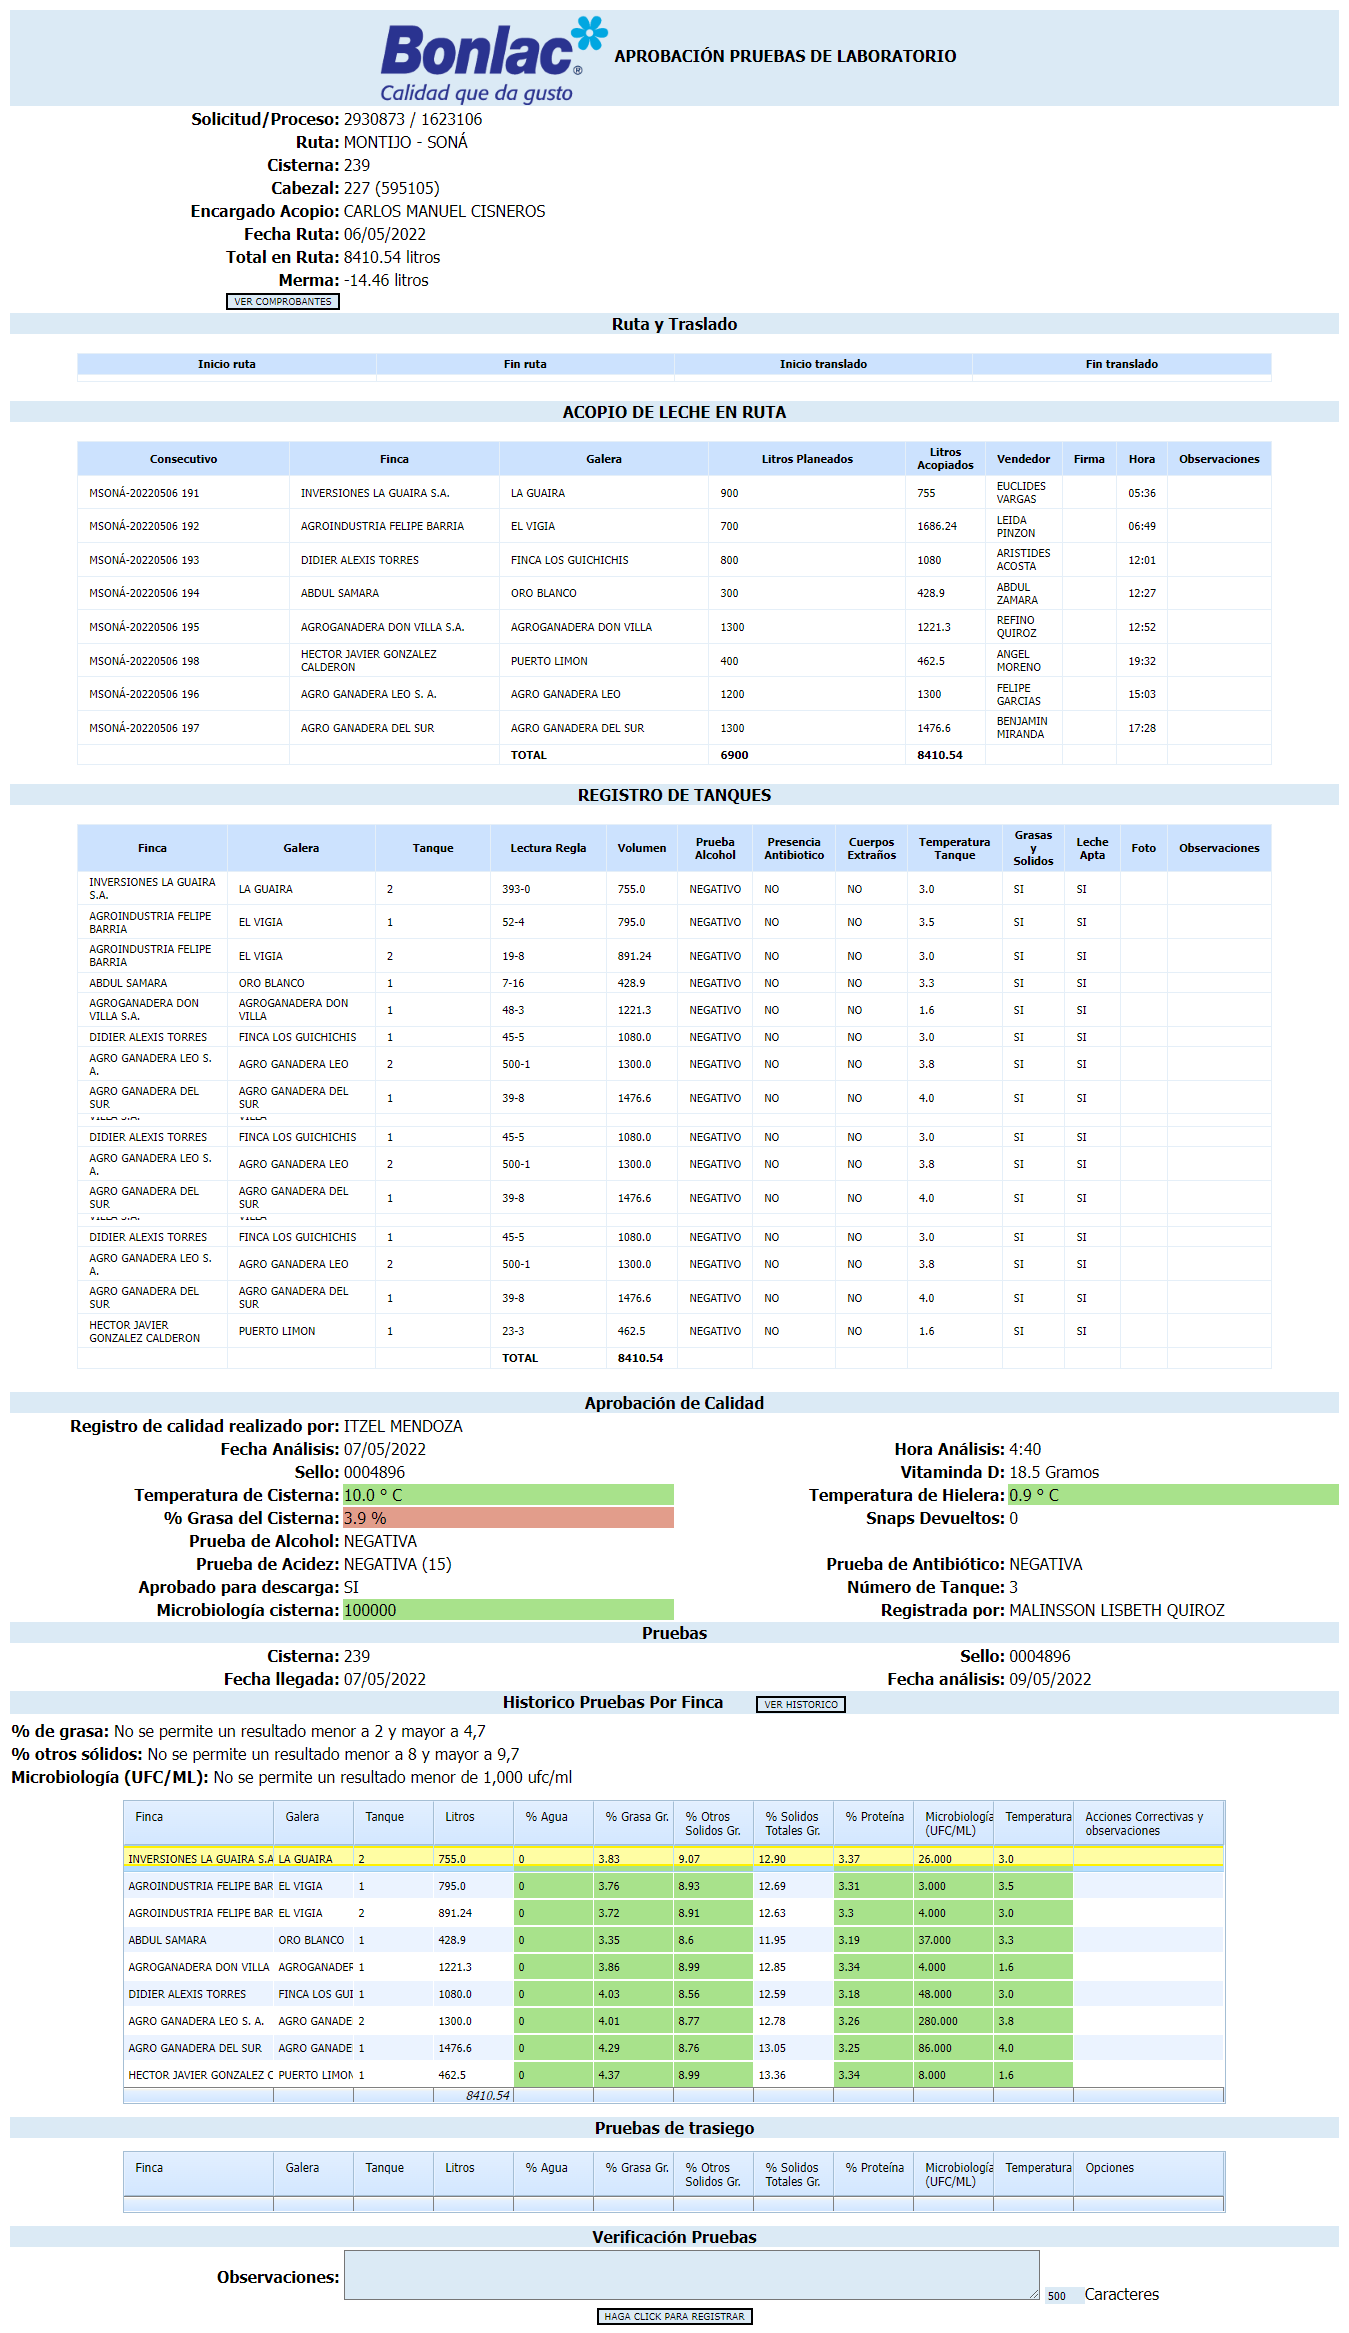 Bonlac®
Calidad que da gusto
APROBACIÓN PRUEBAS DE LABORATORIO
Solicitud/Proceso: 2930873 / 1623106
Ruta: MONTIJO - SONÁ
Cisterna: 239
Cabezal: 227 (595105)
Encargado Acopio: CARLOS MANUEL CISNEROS
Fecha Ruta: 06/05/2022
Total en Ruta: 8410.54 litros
Merma: -14.46 litros
VER COMPROBANTES
Ruta y Traslado
Inicio ruta Fin ruta Inicio translado Fin translado
ACOPIO DE LECHE EN RUTA
Consecutivo Finca Galera Litros Planeados Litros Acopiados Vendedor Firma Hora Observaciones
MSONÁ-20220506 191 INVERSIONES LA GUAIRA S.A. LA GUAIRA 900 755 EUCLIDES VARGAS 05:36
MSONÁ-20220506 192 AGROINDUSTRIA FELIPE BARRIA EL VIGIA 700 1686.24 LEIDA PINZON 06:49
MSONÁ-20220506 193 DIDIER ALEXIS TORRES FINCA LOS GUICHICHIS 800 1080 ARISTIDES ACOSTA 12:01
MSONÁ-20220506 194 ABDUL SAMARA ORO BLANCO 300 428.9 ABDUL ZAMARA 12:27
MSONÁ-20220506 195 AGROGANADERA DON VILLA S.A. AGROGANADERA DON VILLA 1300 1221.3 REFINO QUIROZ 12:52
MSONÁ-20220506 198 HECTOR JAVIER GONZALEZ CALDERON PUERTO LIMON 400 462.5 ANGEL MORENO 19:32
MSONÁ-20220506 196 AGRO GANADERA LEO S. A. AGRO GANADERA LEO 1200 1300 FELIPE GARCIAS 15:03
MSONÁ-20220506 197 AGRO GANADERA DEL SUR AGRO GANADERA DEL SUR 1300 1476.6 BENJAMIN MIRANDA 17:28
TOTAL 6900 8410.54
REGISTRO DE TANQUES
Finca Galera Tanque Lectura Regla Volumen Prueba Alcohol Presencia Antibiotico Cuerpos Extraños Temperatura Tanque Grasas y Solidos Leche Apta Foto Observaciones
INVERSIONES LA GUAIRA S.A. LA GUAIRA 2 393-0 755.0 NEGATIVO NO NO 3.0 SI SI
AGROINDUSTRIA FELIPE BARRIA EL VIGIA 1 52-4 795.0 NEGATIVO NO NO 3.5 SI SI
AGROINDUSTRIA FELIPE BARRIA EL VIGIA 2 19-8 891.24 NEGATIVO NO NO 3.0 SI SI
ABDUL SAMARA ORO BLANCO 1 7-16 428.9 NEGATIVO NO NO 3.3 SI SI
AGROGANADERA DON VILLA S.A. AGROGANADERA DON VILLA 1 48-3 1221.3 NEGATIVO NO NO 1.6 SI SI
DIDIER ALEXIS TORRES FINCA LOS GUICHICHIS 1 45-5 1080.0 NEGATIVO NO NO 3.0 SI SI
AGRO GANADERA LEO S. A. AGRO GANADERA LEO 2 500-1 1300.0 NEGATIVO NO NO 3.8 SI SI
AGRO GANADERA DEL SUR AGRO GANADERA DEL SUR 1 39-8 1476.6 NEGATIVO NO NO 4.0 SI SI
VILLA S.A. VILLA
DIDIER ALEXIS TORRES FINCA LOS GUICHICHIS 1 45-5 1080.0 NEGATIVO NO NO 3.0 SI SI
AGRO GANADERA LEO S. A. AGRO GANADERA LEO 2 500-1 1300.0 NEGATIVO NO NO 3.8 SI SI
AGRO GANADERA DEL SUR AGRO GANADERA DEL SUR 1 39-8 1476.6 NEGATIVO NO NO 4.0 SI SI
VILLA S.A. VILLA
DIDIER ALEXIS TORRES FINCA LOS GUICHICHIS 1 45-5 1080.0 NEGATIVO NO NO 3.0 SI SI
AGRO GANADERA LEO S. A. AGRO GANADERA LEO 2 500-1 1300.0 NEGATIVO NO NO 3.8 SI SI
AGRO GANADERA DEL SUR AGRO GANADERA DEL SUR 1 39-8 1476.6 NEGATIVO NO NO 4.0 SI SI
HECTOR JAVIER GONZALEZ CALDERON PUERTO LIMON 1 23-3 462.5 NEGATIVO NO NO 1.6 SI SI
TOTAL 8410.54
Aprobación de Calidad
Registro de calidad realizado por: ITZEL MENDOZA
Fecha Análisis: 07/05/2022 Hora Análisis: 4:40
Sello: 0004896 Vitaminda D: 18.5 Gramos
Temperatura de Cisterna: 10.0 ° C Temperatura de Hielera: 0.9 ° C
% Grasa del Cisterna: 3.9 % Snaps Devueltos: 0
Prueba de Alcohol: NEGATIVA
Prueba de Acidez: NEGATIVA (15) Prueba de Antibiótico: NEGATIVA
Aprobado para descarga: SI Número de Tanque: 3
Microbiología cisterna: 100000 Registrada por: MALINSSON LISBETH QUIROZ
Pruebas
Cisterna: 239 Sello: 0004896
Fecha llegada: 07/05/2022 Fecha análisis: 09/05/2022
Historico Pruebas Por Finca VER HISTORICO
% de grasa: No se permite un resultado menor a 2 y mayor a 4,7
% otros sólidos: No se permite un resultado menor a 8 y mayor a 9,7
Microbiología (UFC/ML): No se permite un resultado menor de 1,000 ufc/ml
Finca Galera Tanque Litros % Agua % Grasa Gr. % Otros Solidos Gr. % Solidos Totales Gr. % Proteína Microbiología (UFC/ML) Temperatura Acciones Correctivas y observaciones
INVERSIONES LA GUAIRA S.A LA GUAIRA 2 755.0 0 3.83 9.07 12.90 3.37 26.000 3.0
AGROINDUSTRIA FELIPE BAR EL VIGIA 1 795.0 0 3.76 8.93 12.69 3.31 3.000 3.5
AGROINDUSTRIA FELIPE BAR EL VIGIA 2 891.24 0 3.72 8.91 12.63 3.3 4.000 3.0
ABDUL SAMARA ORO BLANCO 1 428.9 0 3.35 8.6 11.95 3.19 37.000 3.3
AGROGANADERA DON VILLA AGROGANADER 1 1221.3 0 3.86 8.99 12.85 3.34 4.000 1.6
DIDIER ALEXIS TORRES FINCA LOS GUI 1 1080.0 0 4.03 8.56 12.59 3.18 48.000 3.0
AGRO GANADERA LEO S. A. AGRO GANADE 2 1300.0 0 4.01 8.77 12.78 3.26 280.000 3.8
AGRO GANADERA DEL SUR AGRO GANADE 1 1476.6 0 4.29 8.76 13.05 3.25 86.000 4.0
HECTOR JAVIER GONZALEZ C PUERTO LIMON 1 462.5 0 4.37 8.99 13.36 3.34 8.000 1.6
8410.54
Pruebas de trasiego
Finca Galera Tanque Litros % Agua % Grasa Gr. % Otros Solidos Gr. % Solidos Totales Gr. % Proteína Microbiología (UFC/ML) Temperatura Opciones
Verificación Pruebas
Observaciones: 500 Caracteres
HAGA CLICK PARA REGISTRAR